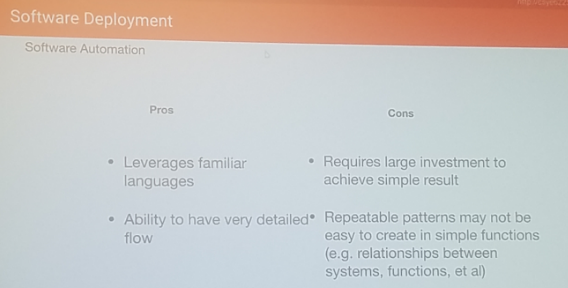 Software Deployment
Software Automation
Pros
• Leverages familiar
languages
• Ability to have very detailed
flow
Cons
• Requires large investment to
achieve simple result
• Repeatable patterns may not be
easy to create in simple functions
(e.g. relationships between
systems, functions, et al)